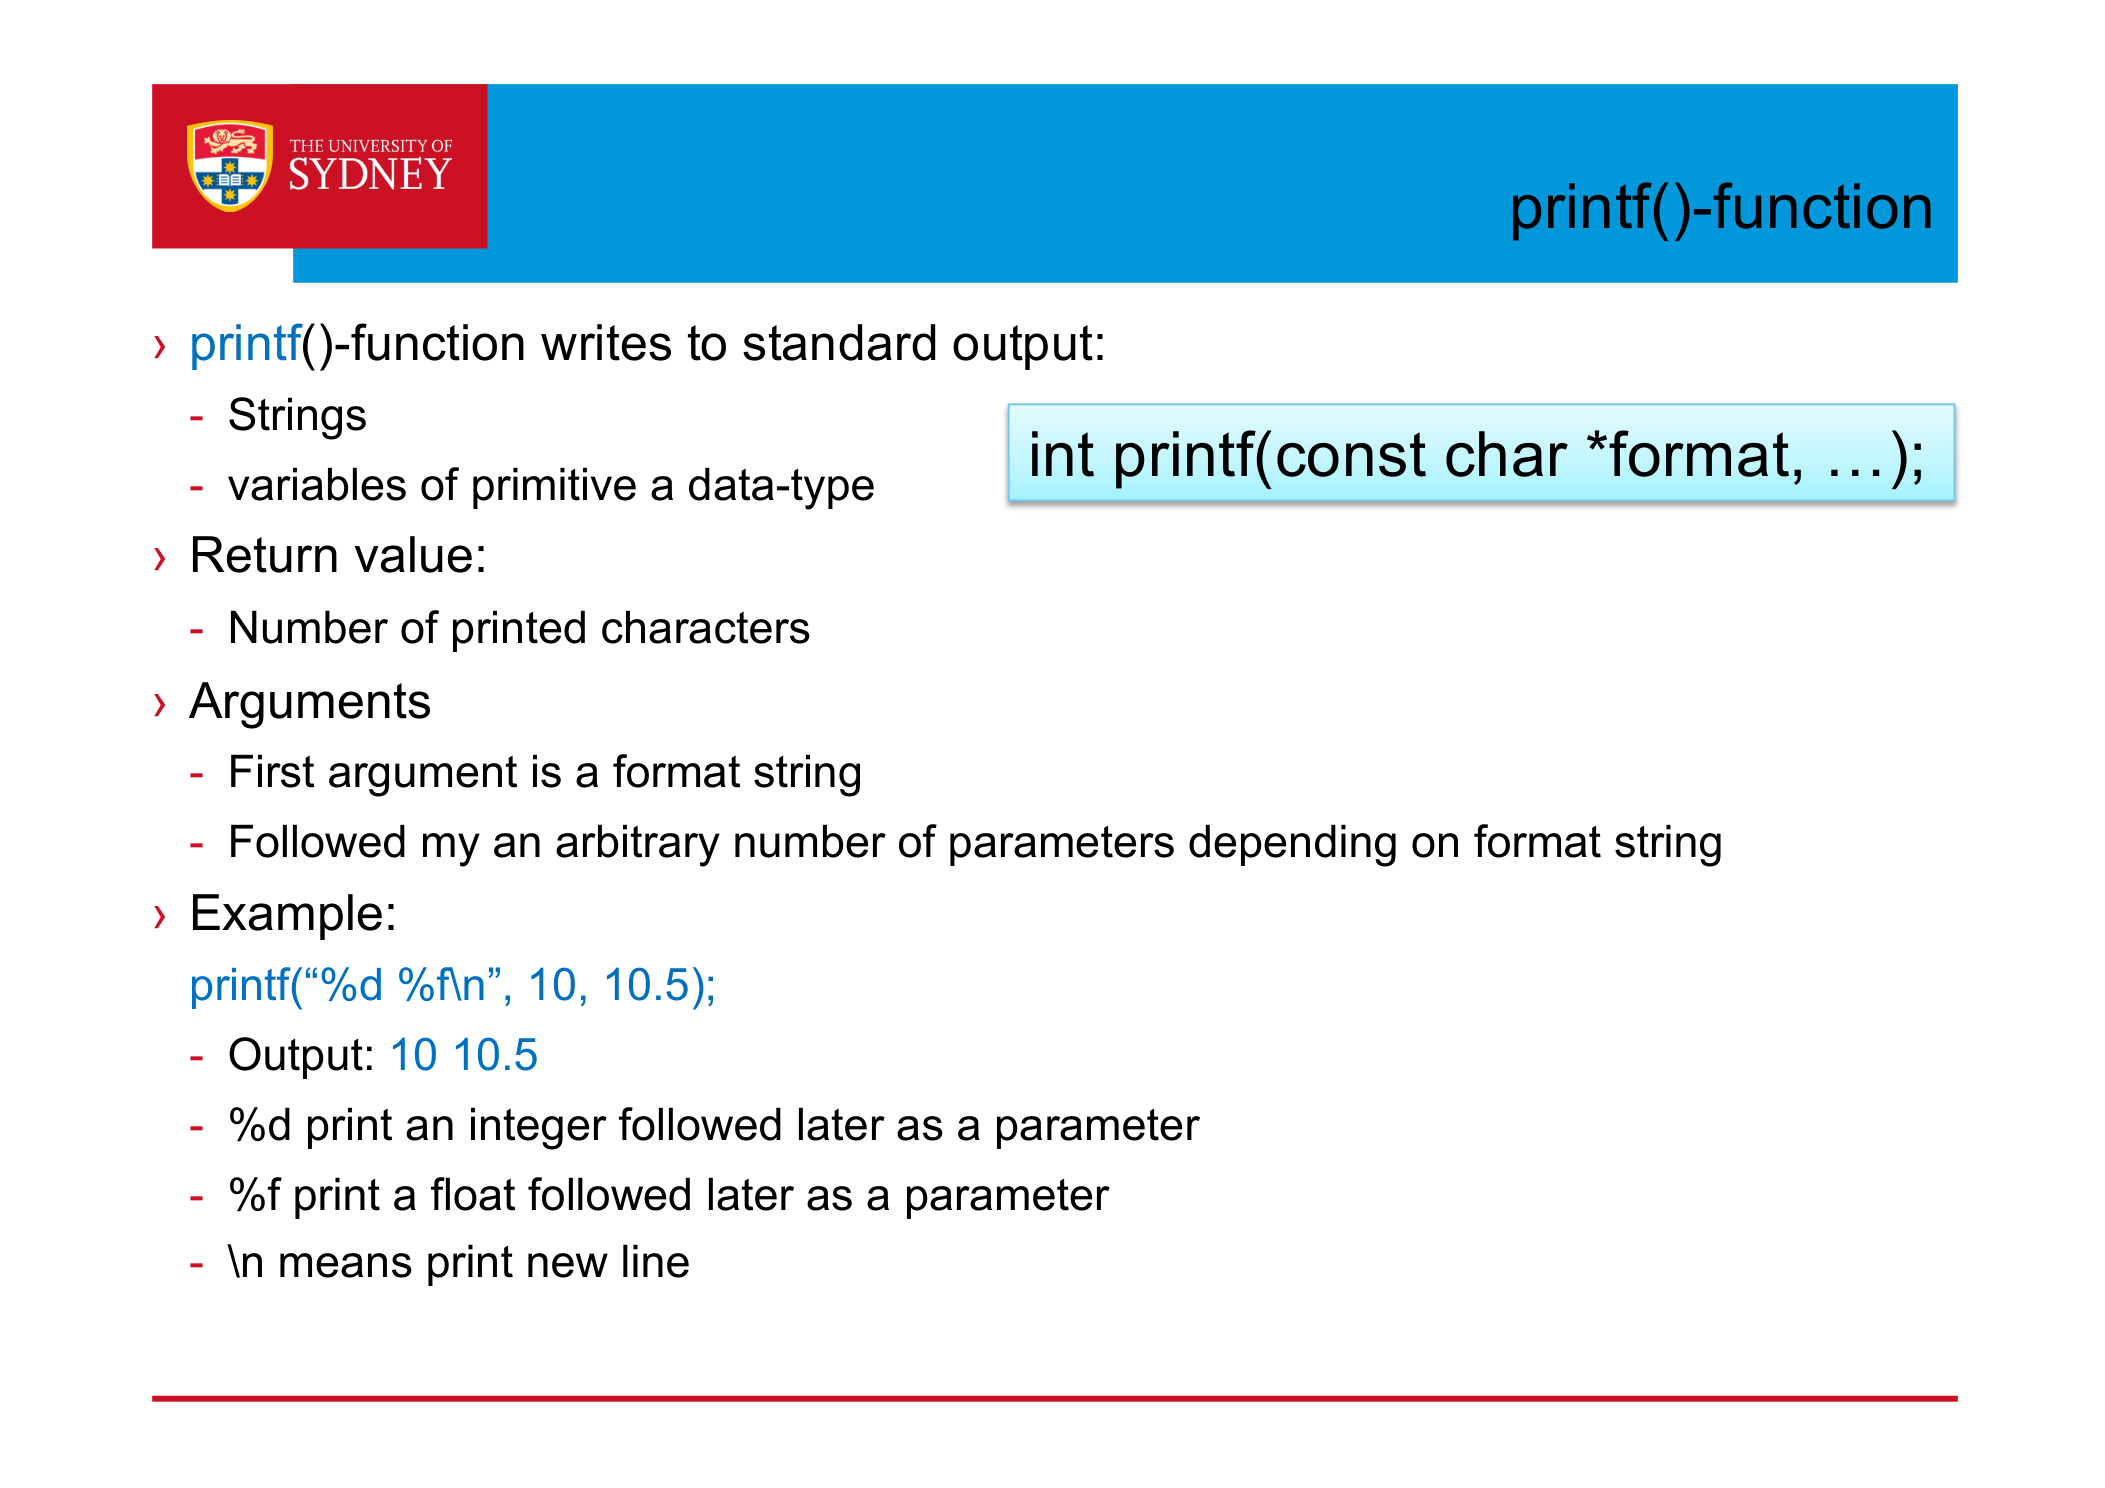 THE UNIVERSITY OF
SYDNEY
printf()-function
› printf()-function writes to standard output:
- Strings
int printf(const char *format, …);
- variables of primitive a data-type
› Return value:
- Number of printed characters
› Arguments
- First argument is a format string
- Followed my an arbitrary number of parameters depending on format string
› Example:
printf(“%d %f\n”, 10, 10.5);
- Output: 10 10.5
- %d print an integer followed later as a parameter
- %f print a float followed later as a parameter
- \n means print new line